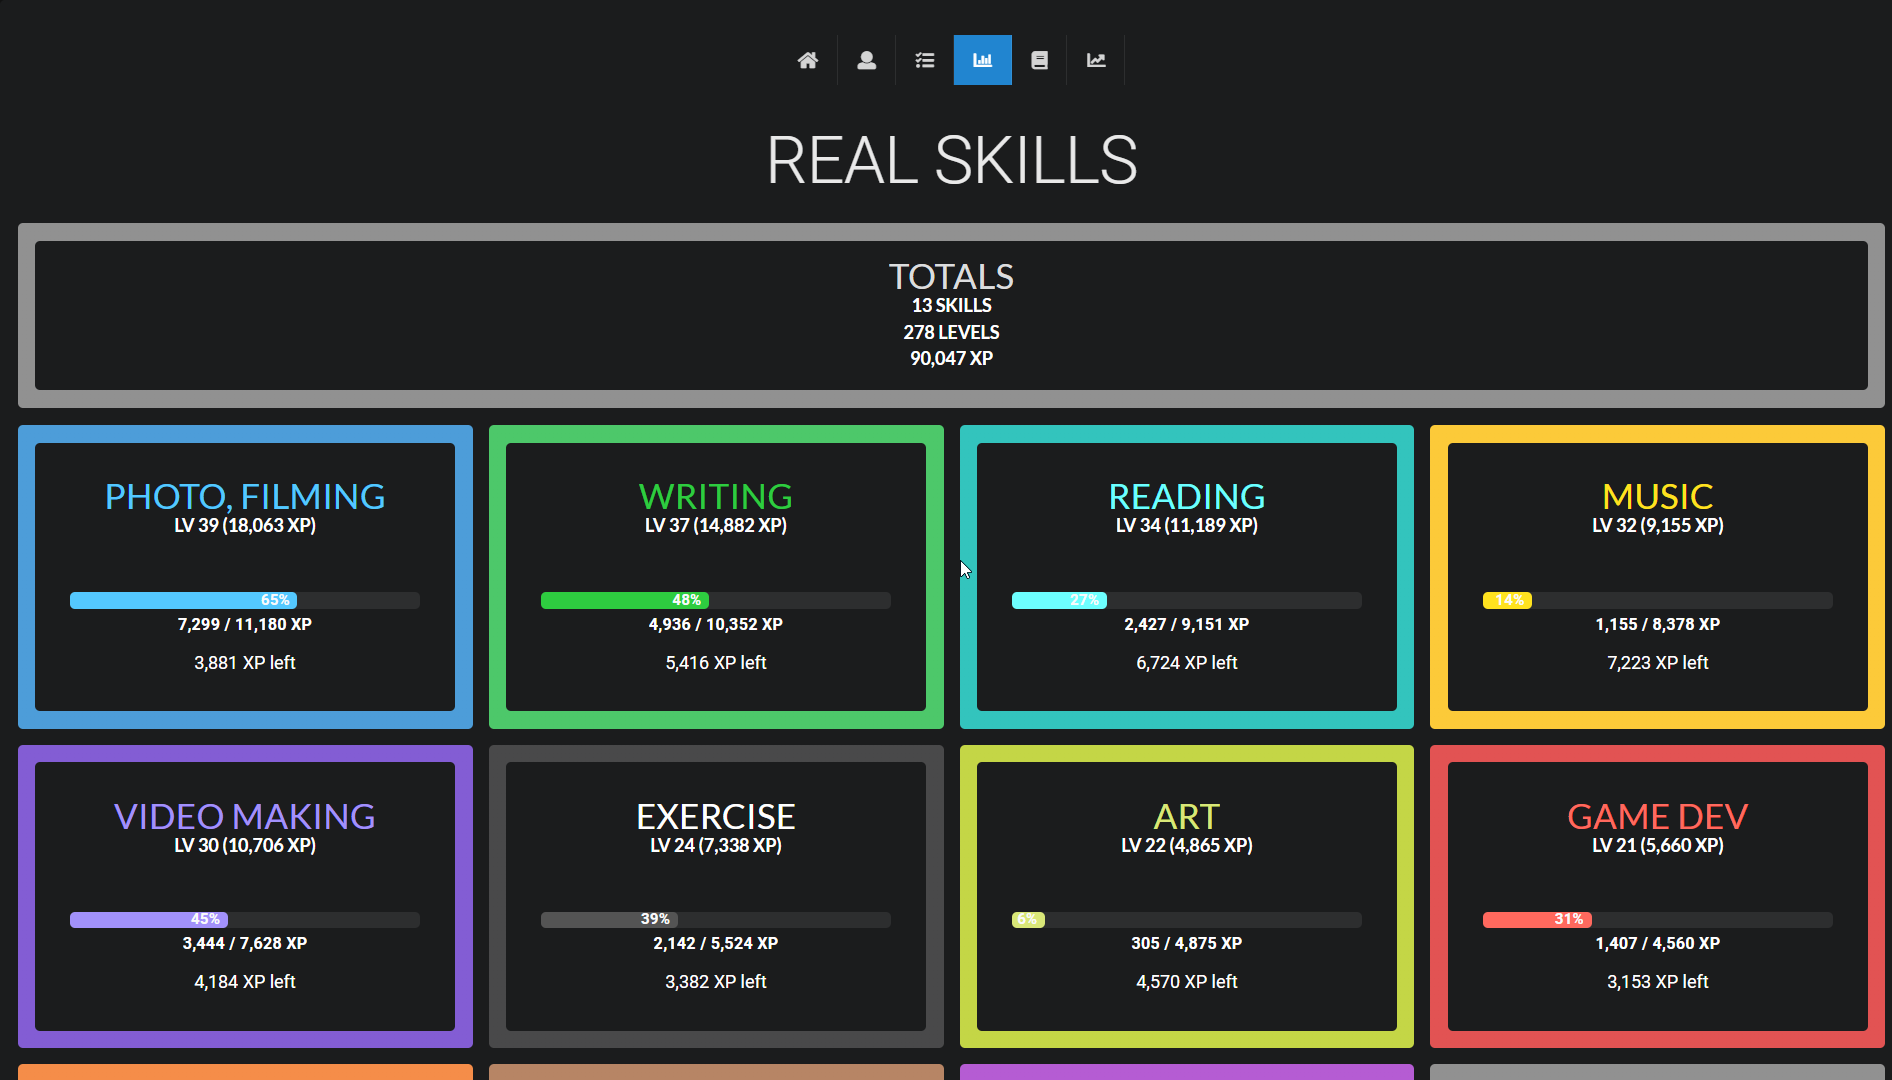 REAL SKILLS
TOTALS
13 SKILLS
278 LEVELS
90,047 XP
PHOTO, FILMING
LV 39 (18,063 XP)
65%
7,299 / 11,180 XP
3,881 XP left
WRITING
LV 37 (14,882 XP)
48%
4,936 / 10,352 XP
5,416 XP left
READING
LV 34 (11,189 XP)
27%
2,427 / 9,151 XP
6,724 XP left
MUSIC
LV 32 (9,155 XP)
14%
1,155 / 8,378 XP
7,223 XP left
VIDEO MAKING
LV 30 (10,706 XP)
45%
3,444 / 7,628 XP
4,184 XP left
EXERCISE
LV 24 (7,338 XP)
39%
2,142 / 5,524 XP
3,382 XP left
ART
LV 22 (4,865 XP)
6%
305 / 4,875 XP
4,570 XP left
GAME DEV
LV 21 (5,660 XP)
31%
1,407 / 4,560 XP
3,153 XP left